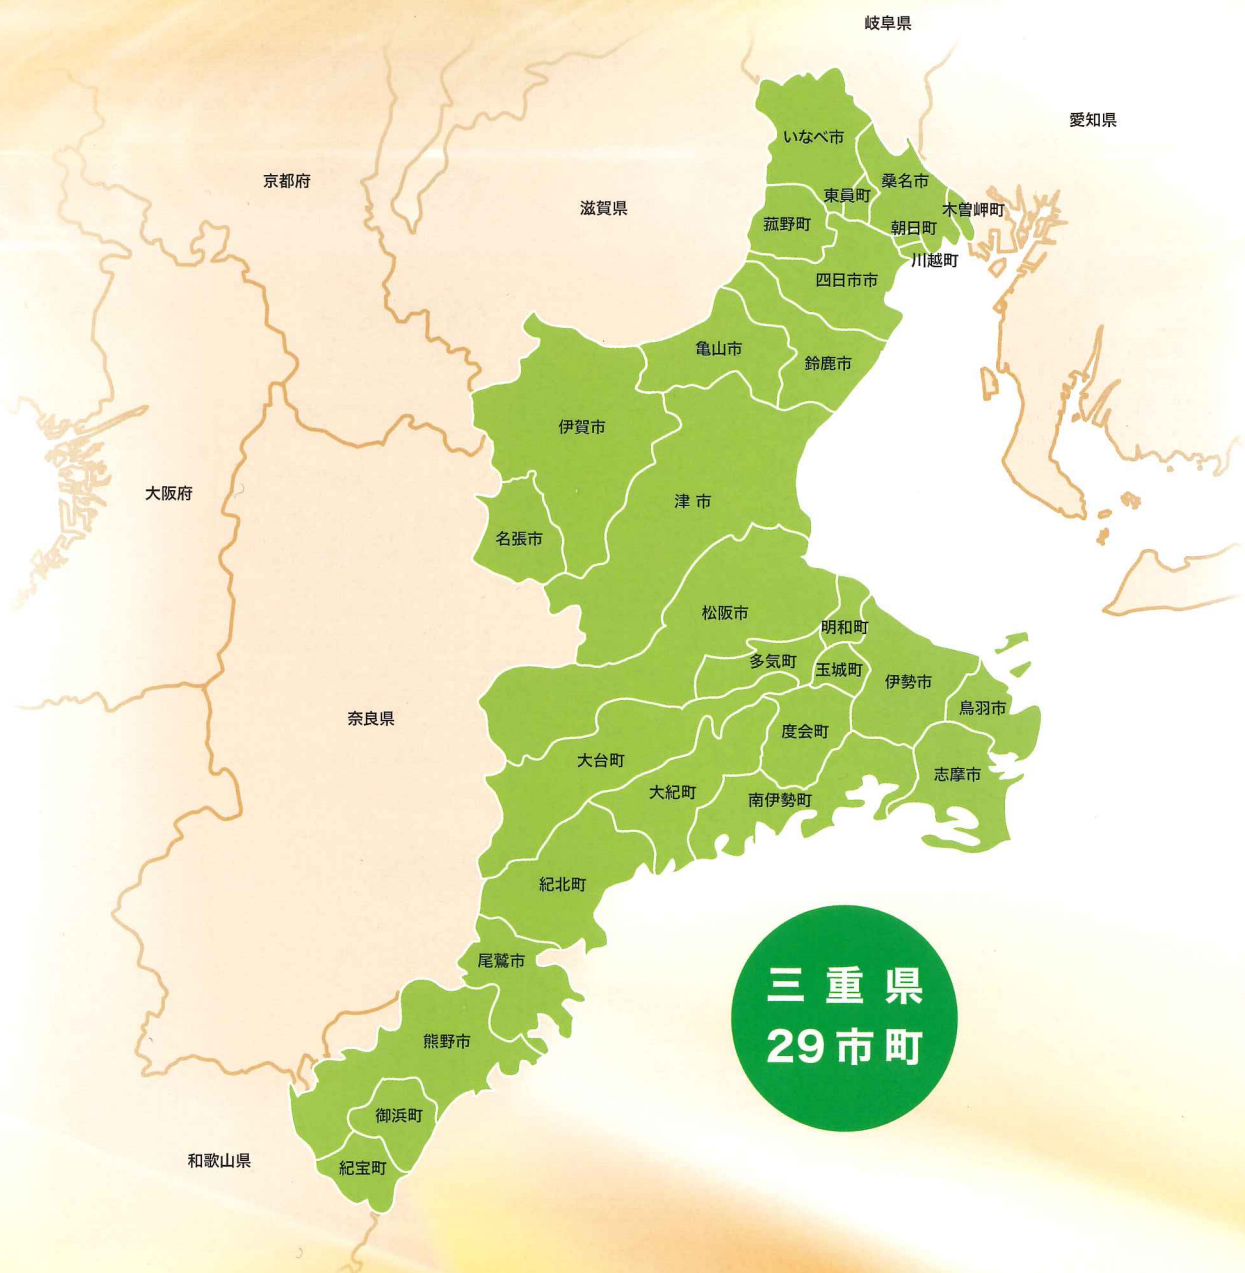 岐阜県
愛知県
いなべ市
京都府
東員町
桑名市
滋賀県
木曽岬町
菰野町
朝日町
川越町
四日市市
亀山市
鈴鹿市
伊賀市
大阪府
津 市
名張市
松阪市
明和町
多気町
玉城町
伊勢市
鳥羽市
奈良県
度会町
大台町
志摩市
大紀町
南伊勢町
紀北町
尾鷲市
三重県
29市町
熊野市
御浜町
和歌山県
紀宝町